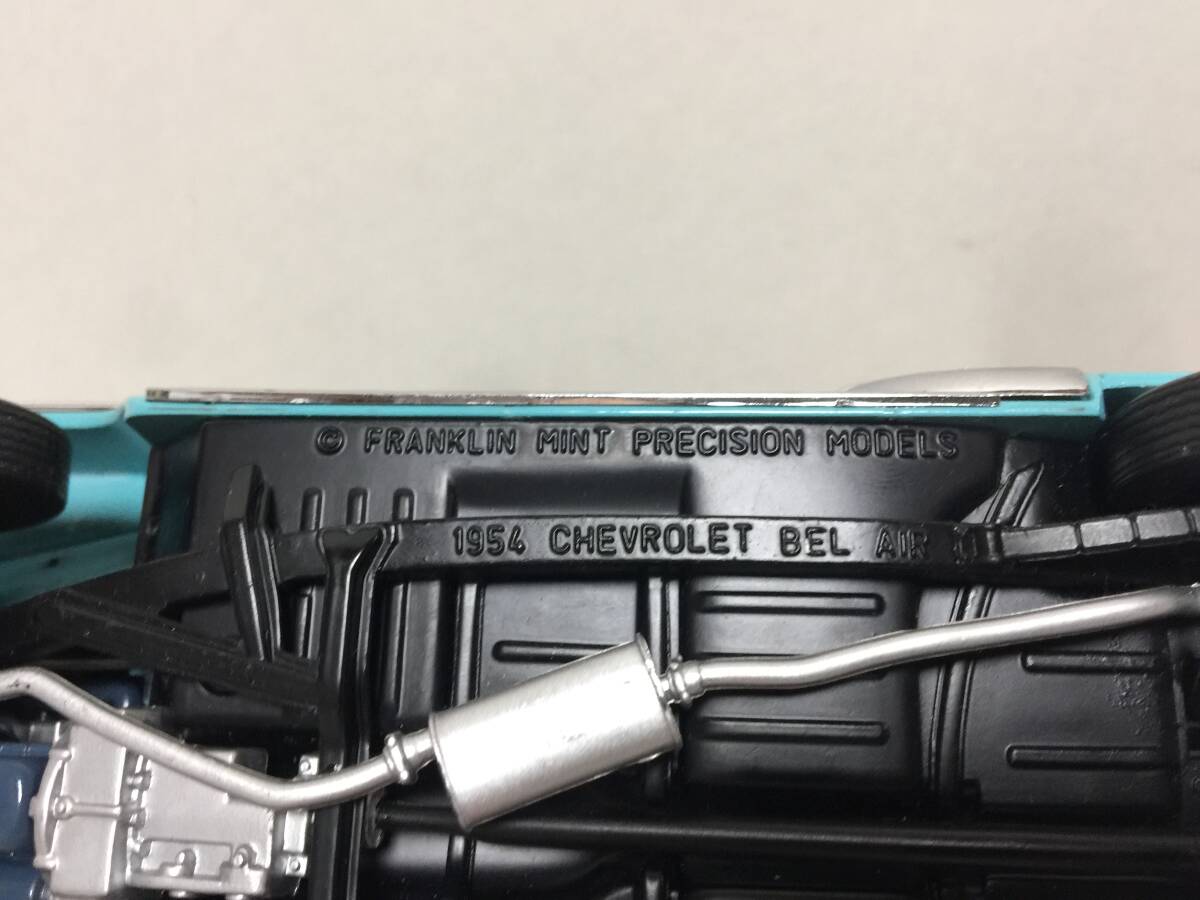 © FRANKLIN MINT PRECISION MODELS
1954 CHEVROLET BEL AIR